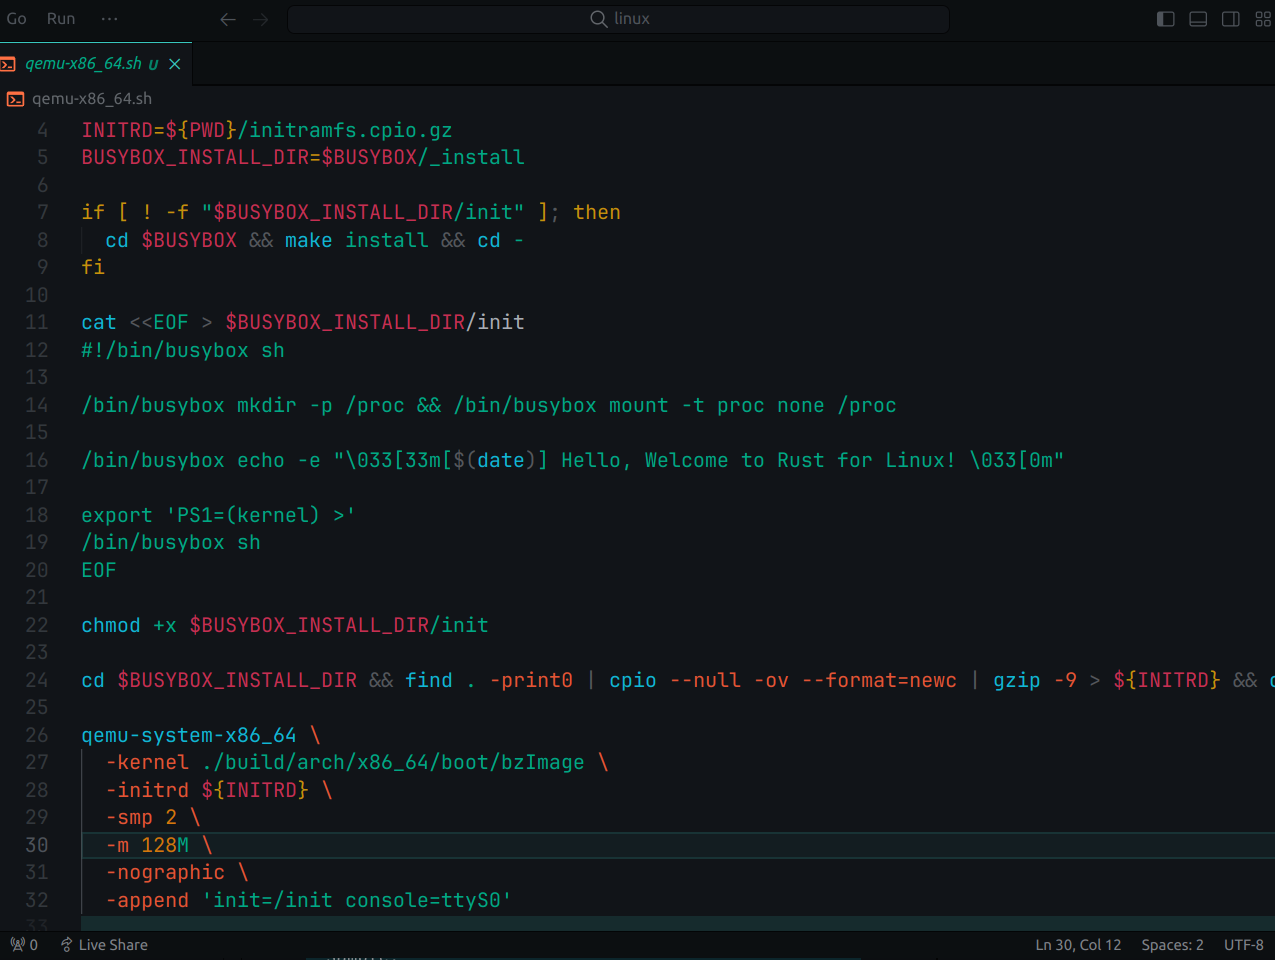 Go Run ··· linux
qemu-x86_64.sh U
qemu-x86_64.sh
4 INITRD=${PWD}/initramfs.cpio.gz
5 BUSYBOX_INSTALL_DIR=$BUSYBOX/_install
6
7 if [ ! -f "$BUSYBOX_INSTALL_DIR/init" ]; then
8 cd $BUSYBOX && make install && cd -
9 fi
10
11 cat <<EOF > $BUSYBOX_INSTALL_DIR/init
12 #!/bin/busybox sh
13
14 /bin/busybox mkdir -p /proc && /bin/busybox mount -t proc none /proc
15
16 /bin/busybox echo -e "\033[33m[$(date)] Hello, Welcome to Rust for Linux! \033[0m"
17
18 export 'PS1=(kernel) >'
19 /bin/busybox sh
20 EOF
21
22 chmod +x $BUSYBOX_INSTALL_DIR/init
23
24 cd $BUSYBOX_INSTALL_DIR && find . -print0 | cpio --null -ov --format=newc | gzip -9 > ${INITRD} &&
25
26 qemu-system-x86_64 \
27 -kernel ./build/arch/x86_64/boot/bzImage \
28 -initrd ${INITRD} \
29 -smp 2 \
30 -m 128M \
31 -nographic \
32 -append 'init=/init console=ttyS0'
33
0 Live Share Ln 30, Col 12 Spaces: 2 UTF-8